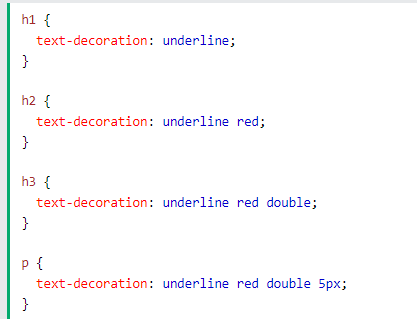 h1 {
  text-decoration: underline;
}
h2 {
  text-decoration: underline red;
}
h3 {
  text-decoration: underline red double;
}
p {
  text-decoration: underline red double 5px;
}